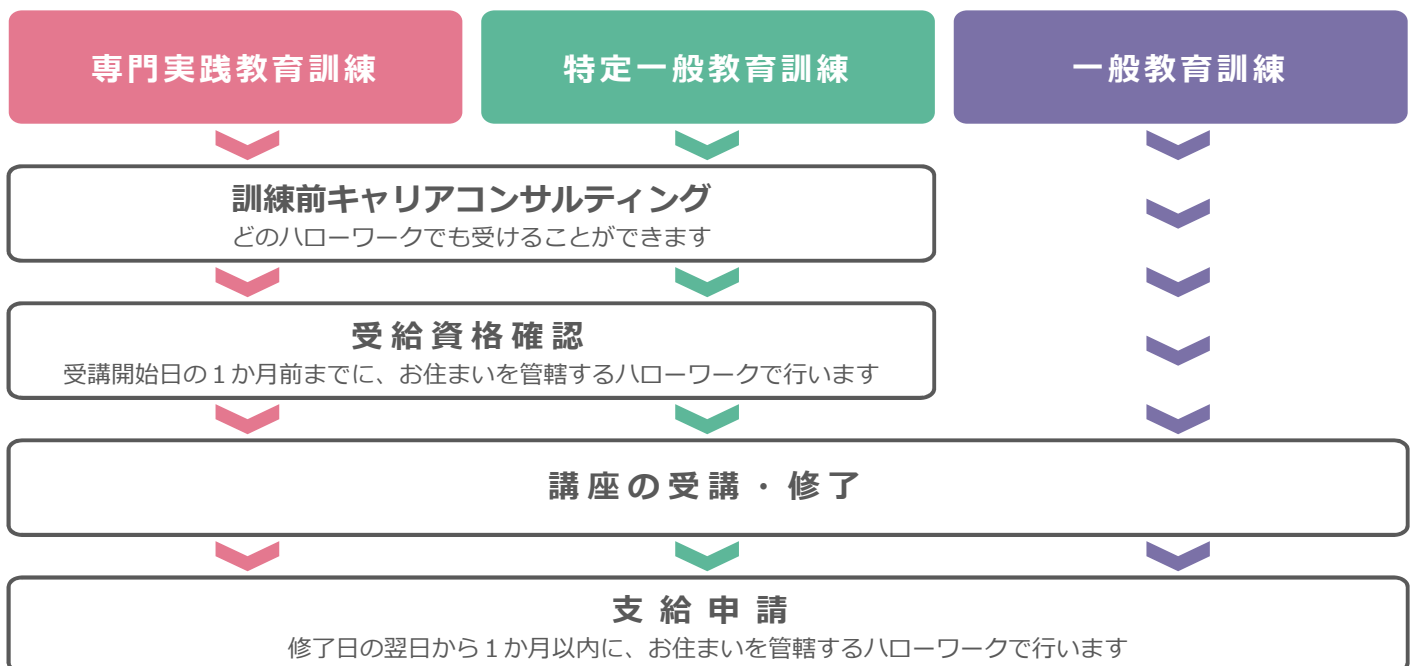 専門実践教育訓練
特定一般教育訓練
一般教育訓練
訓練前キャリアコンサルティング
どのハローワークでも受けることができます
受給資格確認
受講開始日の１か月前までに、お住まいを管轄するハローワークで行います
講座の受講・修了
支給申請
修了日の翌日から１か月以内に、お住まいを管轄するハローワークで行います